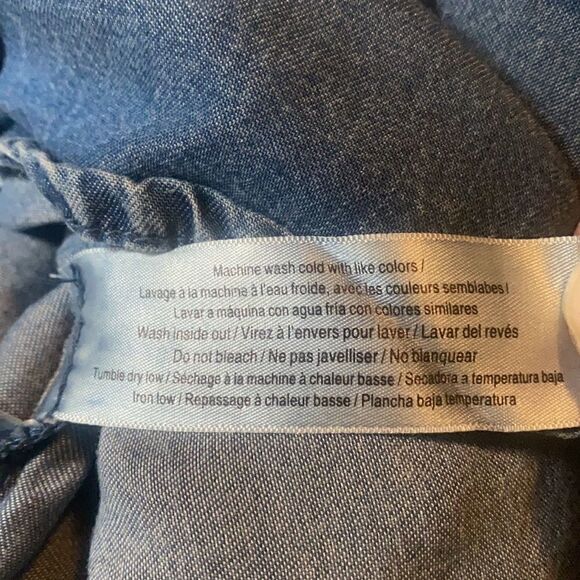 Machine wash cold with like colors /
Lavage à la machine à l'eau froide, avec les couleurs semblabes /
Lavar a máquina con agua fría con colores similares
Wash inside out / Virez à l'envers pour laver / Lavar del revés
Do not bleach / Ne pas javelliser / No blanquear
Tumble dry low / Séchage à la machine à chaleur basse / Secadora a temperatura baja
Iron low / Repassage à chaleur basse / Plancha baja temperatura